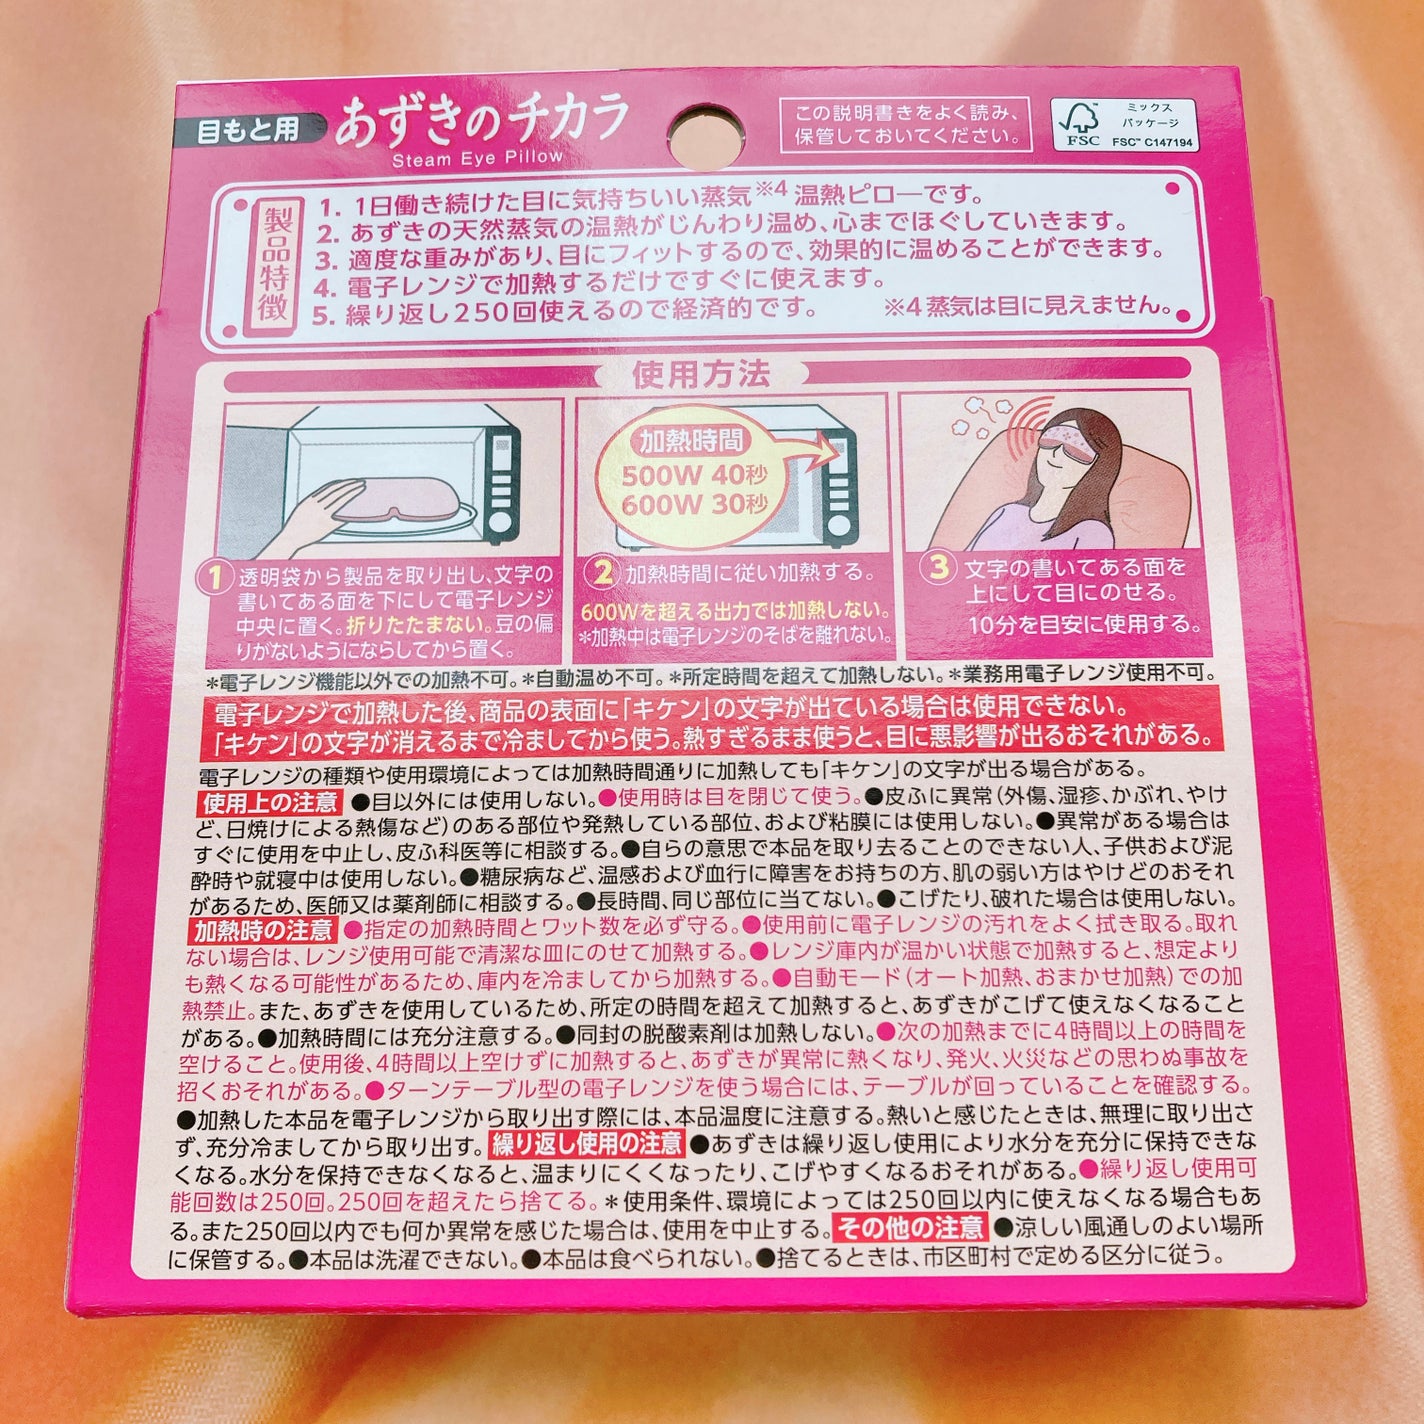 目もと用 あずきのチカラ
Steam Eye Pillow
この説明書きをよく読み、
保管しておいてください。
FSC
ミックス
パッケージ
FSC™ C147194
製品特徴
1. 1日働き続けた目に気持ちいい蒸気※4温熱ピローです。
2. あずきの天然蒸気の温熱がじんわり温め、心までほぐしていきます。
3. 適度な重みがあり、目にフィットするので、効果的に温めることができます。
4. 電子レンジで加熱するだけですぐに使えます。
5. 繰り返し250回使えるので経済的です。 ※4 蒸気は目に見えません。
使用方法
加熱時間
500W 40秒
600W 30秒
1 透明袋から製品を取り出し、文字の
書いてある面を下にして電子レンジ
中央に置く。折りたたまない。豆の偏
りがないようにならしてから置く。
2 加熱時間に従い加熱する。
600Wを超える出力では加熱しない。
*加熱中は電子レンジのそばを離れない。
3 文字の書いてある面を
上にして目にのせる。
10分を目安に使用する。
*電子レンジ機能以外での加熱不可。*自動温め不可。*所定時間を超えて加熱しない。*業務用電子レンジ使用不可。
電子レンジで加熱した後、商品の表面に「キケン」の文字が出ている場合は使用できない。
「キケン」の文字が消えるまで冷ましてから使う。熱すぎるまま使うと、目に悪影響が出るおそれがある。
電子レンジの種類や使用環境によっては加熱時間通りに加熱しても「キケン」の文字が出る場合がある。
使用上の注意 ●目以外には使用しない。●使用時は目を閉じて使う。●皮ふに異常(外傷、湿疹、かぶれ、やけ
ど、日焼けによる熱傷など)のある部位や発熱している部位、および粘膜には使用しない。●異常がある場合は
すぐに使用を中止し、皮ふ科医等に相談する。●自らの意思で本品を取り去ることのできない人、子供および泥
酔時や就寝中は使用しない。●糖尿病など、温感および血行に障害をお持ちの方、肌の弱い方はやけどのおそれ
があるため、医師又は薬剤師に相談する。●長時間、同じ部位に当てない。●こげたり、破れた場合は使用しない。
加熱時の注意 ●指定の加熱時間とワット数を必ず守る。●使用前に電子レンジの汚れをよく拭き取る。取れ
ない場合は、レンジ使用可能で清潔な皿にのせて加熱する。●レンジ庫内が温かい状態で加熱すると、想定より
も熱くなる可能性があるため、庫内を冷ましてから加熱する。●自動モード(オート加熱、おまかせ加熱)での加
熱禁止。また、あずきを使用しているため、所定の時間を超えて加熱すると、あずきがこげて使えなくなること
がある。●加熱時間には充分注意する。●同封の脱酸素剤は加熱しない。●次の加熱までに4時間以上の時間を
空けること。使用後、4時間以上空けずに加熱すると、あずきが異常に熱くなり、発火、火災などの思わぬ事故を
招くおそれがある。●ターンテーブル型の電子レンジを使う場合には、テーブルが回っていることを確認する。
●加熱した本品を電子レンジから取り出す際には、本品温度に注意する。熱いと感じたときは、無理に取り出さ
ず、充分冷ましてから取り出す。繰り返し使用の注意 ●あずきは繰り返し使用により水分を充分に保持できな
くなる。水分を保持できなくなると、温まりにくくなったり、こげやすくなるおそれがある。●繰り返し使用可
能回数は250回。250回を超えたら捨てる。*使用条件、環境によっては250回以内に使えなくなる場合もあ
る。また250回以内でも何か異常を感じた場合は、使用を中止する。その他の注意 ●涼しい風通しのよい場所
に保管する。●本品は洗濯できない。●本品は食べられない。●捨てるときは、市区町村で定める区分に従う。